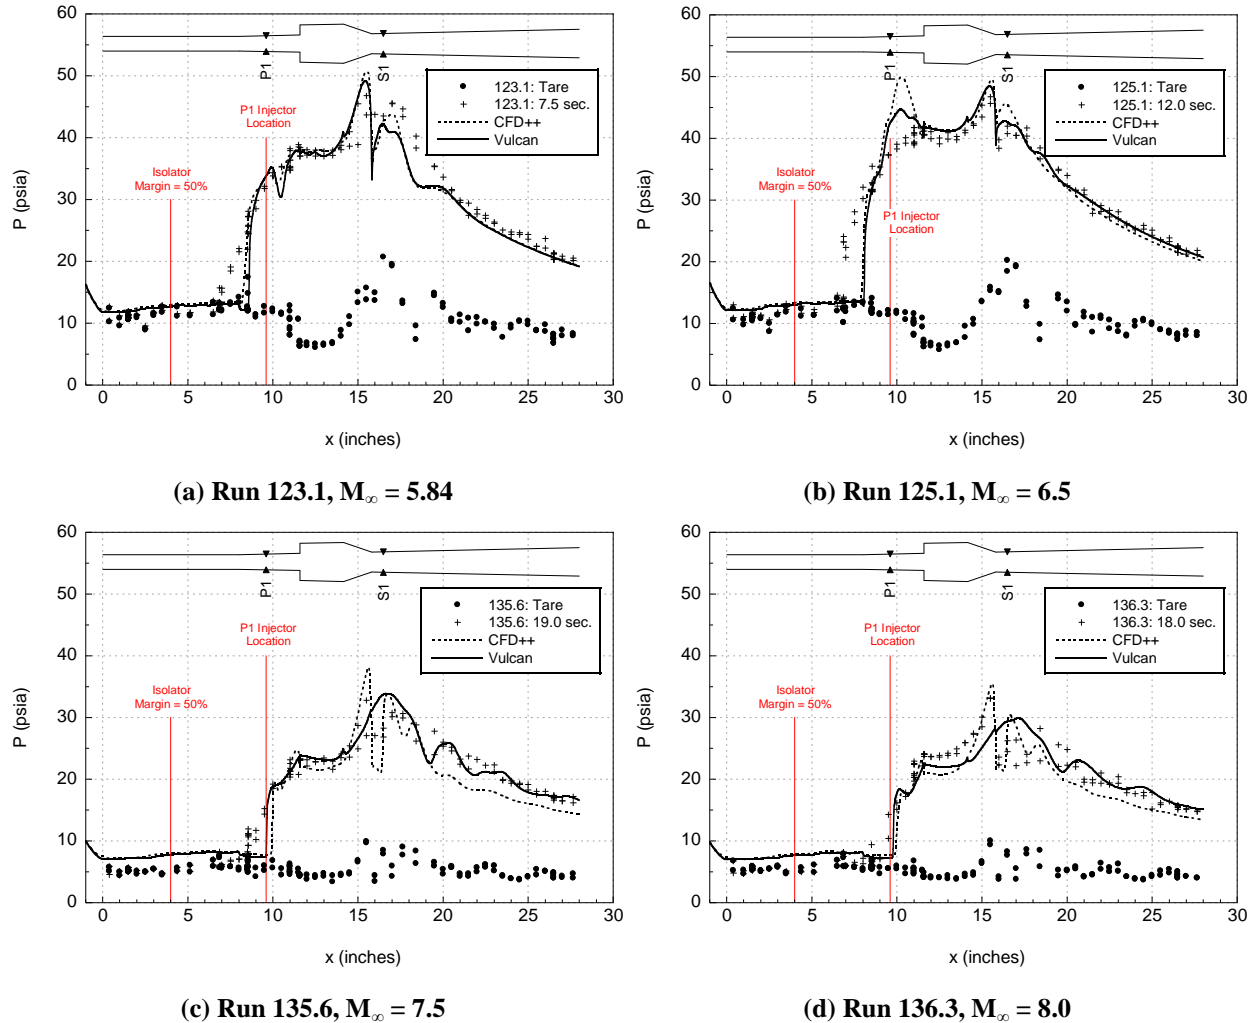 60
50
40
30
20
10
0
P (psia)
P1
S1
123.1: Tare
123.1: 7.5 sec.
CFD++
Vulcan
P1 Injector
Location
Isolator
Margin = 50%
0 5 10 15 20 25 30
x (inches)
(a) Run 123.1, M∞ = 5.84
60
50
40
30
20
10
0
P (psia)
P1
S1
125.1: Tare
125.1: 12.0 sec.
CFD++
Vulcan
Isolator
Margin = 50%
P1 Injector
Location
0 5 10 15 20 25 30
x (inches)
(b) Run 125.1, M∞ = 6.5
60
50
40
30
20
10
0
P (psia)
P1
S1
135.6: Tare
135.6: 19.0 sec.
CFD++
Vulcan
P1 Injector
Location
Isolator
Margin = 50%
0 5 10 15 20 25 30
x (inches)
(c) Run 135.6, M∞ = 7.5
60
50
40
30
20
10
0
P (psia)
P1
S1
136.3: Tare
136.3: 18.0 sec.
CFD++
Vulcan
P1 Injector
Location
Isolator
Margin = 50%
0 5 10 15 20 25 30
x (inches)
(d) Run 136.3, M∞ = 8.0